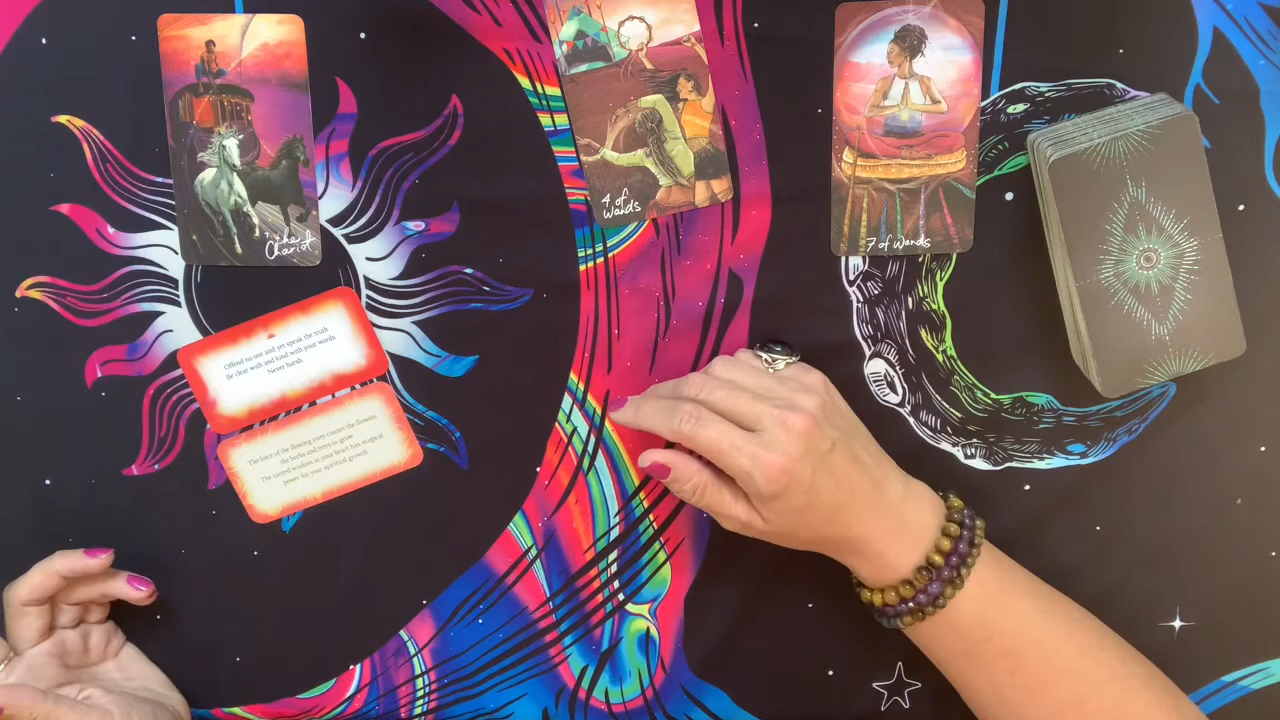 7 the
Chariot
4 of
Wands
7 of Wands
Offend no one and yet speak the truth
Be clear with and kind with your words
Never harsh.
The force of the flowing river causes the flowers,
the herbs and trees to grow
The sacred wisdom in your heart has magical
power for your spiritual growth